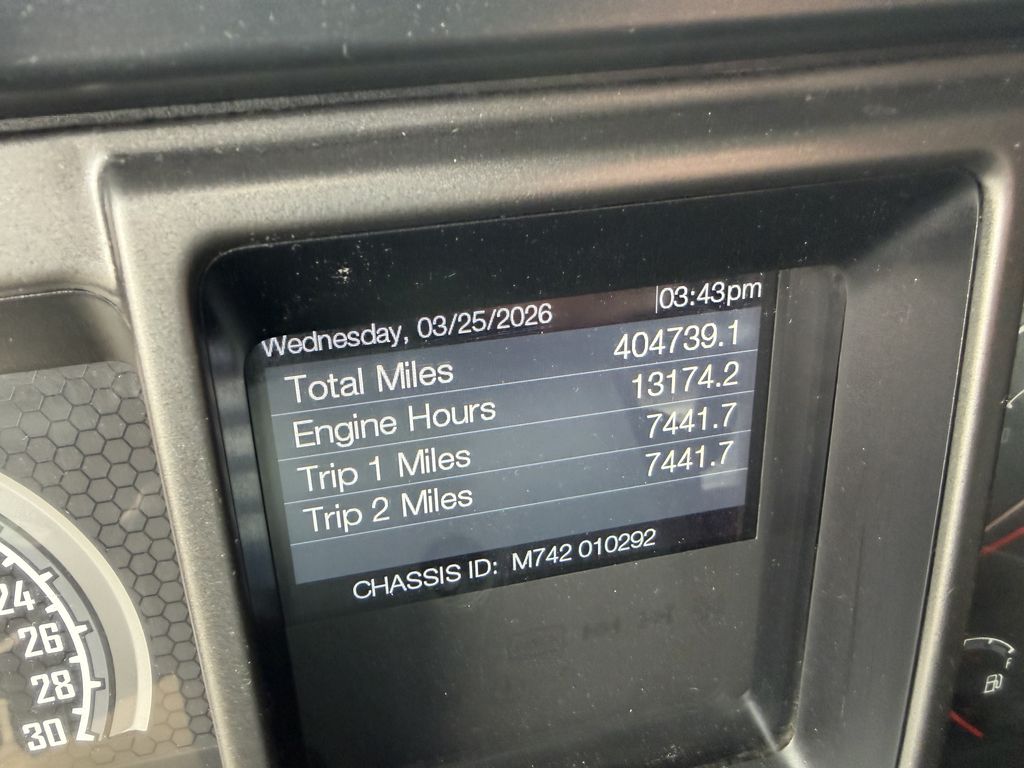 Wednesday, 03/25/2026 03:43pm
Total Miles 404739.1
Engine Hours 13174.2
Trip 1 Miles 7441.7
Trip 2 Miles 7441.7
CHASSIS ID: M742 010292
24
26
28
30
F